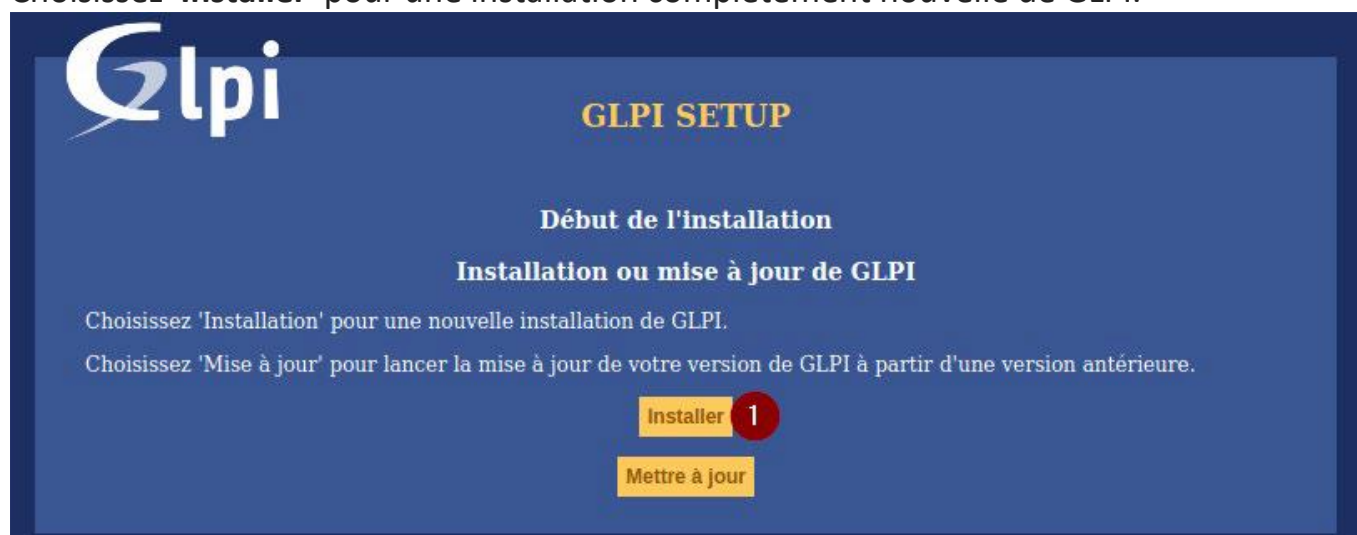 Choisissez 'Installer' pour une installation complètement nouvelle de GLPI.
Glpi
GLPI SETUP
Début de l'installation
Installation ou mise à jour de GLPI
Choisissez 'Installation' pour une nouvelle installation de GLPI.
Choisissez 'Mise à jour' pour lancer la mise à jour de votre version de GLPI à partir d'une version antérieure.
Installer 1
Mettre à jour